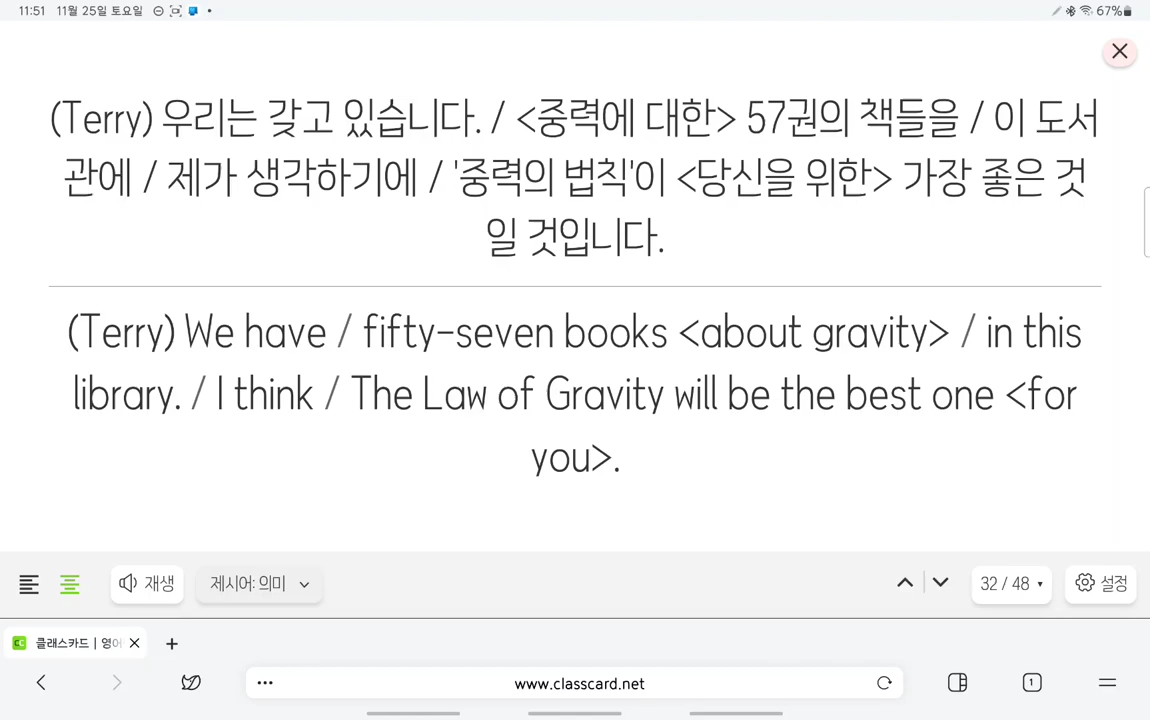 11:51 11월 25일 토요일
67%
(Terry) 우리는 갖고 있습니다. / <중력에 대한> 57권의 책들을 / 이 도서
관에 / 제가 생각하기에 / '중력의 법칙'이 <당신을 위한> 가장 좋은 것
일 것입니다.
(Terry) We have / fifty-seven books <about gravity> / in this
library. / I think / The Law of Gravity will be the best one <for
you>.
재생 제시어: 의미 32 / 48 설정
클래스카드 | 영어
www.classcard.net
1